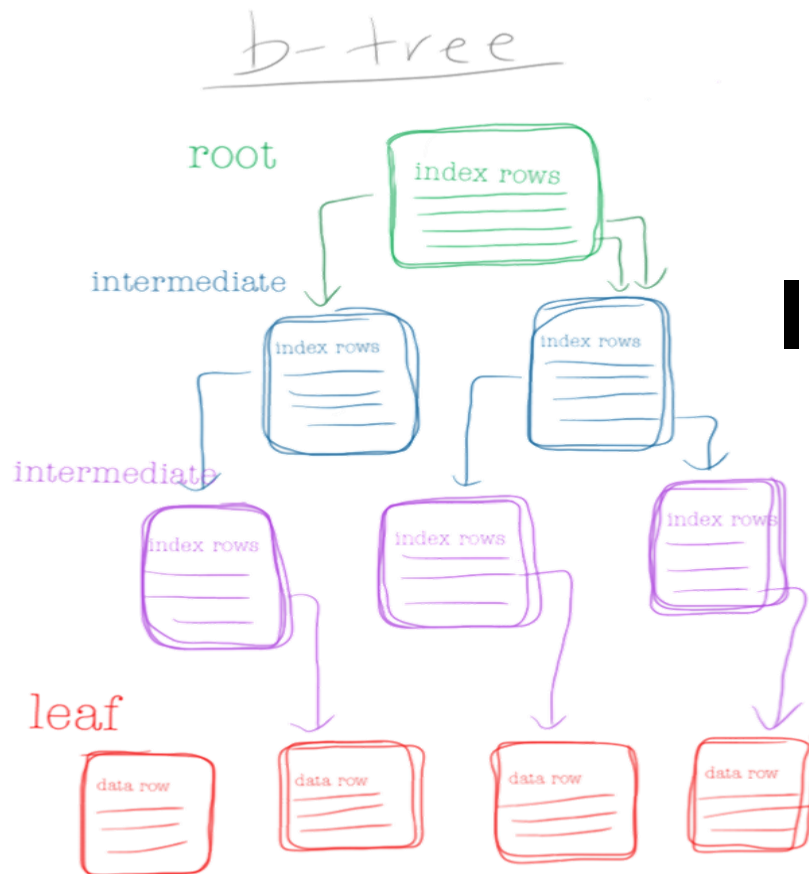 b-tree
root
index rows
intermediate
index rows
index rows
intermediate
index rows
index rows
index rows
leaf
data row
data row
data row
data row